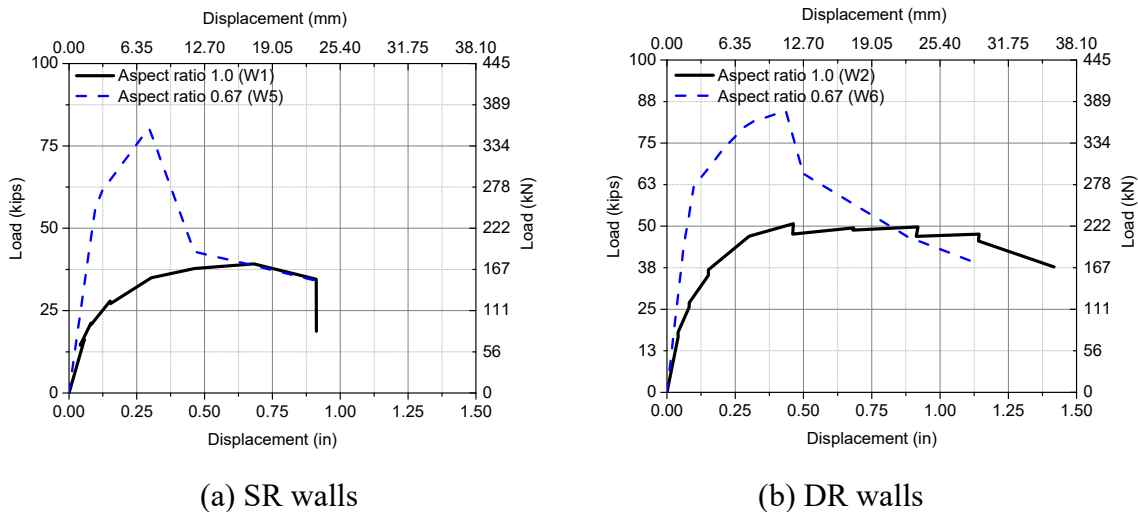 Displacement (mm)
0.00 6.35 12.70 19.05 25.40 31.75 38.10
Aspect ratio 1.0 (W1)
Aspect ratio 0.67 (W5)
100
75
50
25
0
Load (kips)
445
389
334
278
222
167
111
56
0
Load (kN)
0.00 0.25 0.50 0.75 1.00 1.25 1.50
Displacement (in)
(a) SR walls
Displacement (mm)
0.00 6.35 12.70 19.05 25.40 31.75 38.10
Aspect ratio 1.0 (W2)
Aspect ratio 0.67 (W6)
100
88
75
63
50
38
25
13
0
Load (kips)
445
389
334
278
222
167
111
56
0
Load (kN)
0.00 0.25 0.50 0.75 1.00 1.25 1.50
Displacement (in)
(b) DR walls